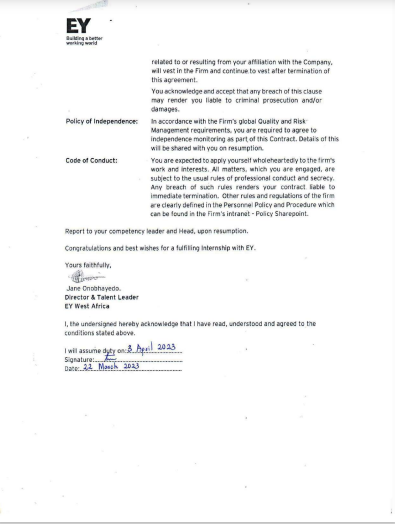 EY
Building a better
working world
related to or resulting from your affiliation with the Company,
will vest in the Firm and continue to vest after termination of
this agreement.
You acknowledge and accept that any breach of this clause
may render you liable to criminal prosecution and/or
damages.
Policy of Independence: In accordance with the Firm's global Quality and Risk
Management requirements, you are required to agree to
independence monitoring as part of this Contract. Details of this
will be shared with you on resumption.
Code of Conduct: You are expected to apply yourself wholeheartedly to the firm's
work and interests. All matters, which you are engaged, are
subject to the usual rules of professional conduct and secrecy.
Any breach of such rules renders your contract liable to
immediate termination. Other rules and regulations of the firm
are clearly defined in the Personnel Policy and Procedure which
can be found in the Firm's intranet - Policy Sharepoint.
Report to your competency leader and Head, upon resumption.
Congratulations and best wishes for a fulfilling Internship with EY.
Yours faithfully,
Jane Onobhayedo.
Director & Talent Leader
EY West Africa
I, the undersigned hereby acknowledge that I have read, understood and agreed to the
conditions stated above.
I will assume duty on: 3 April 2023
Signature:
Date: 22 March 2023